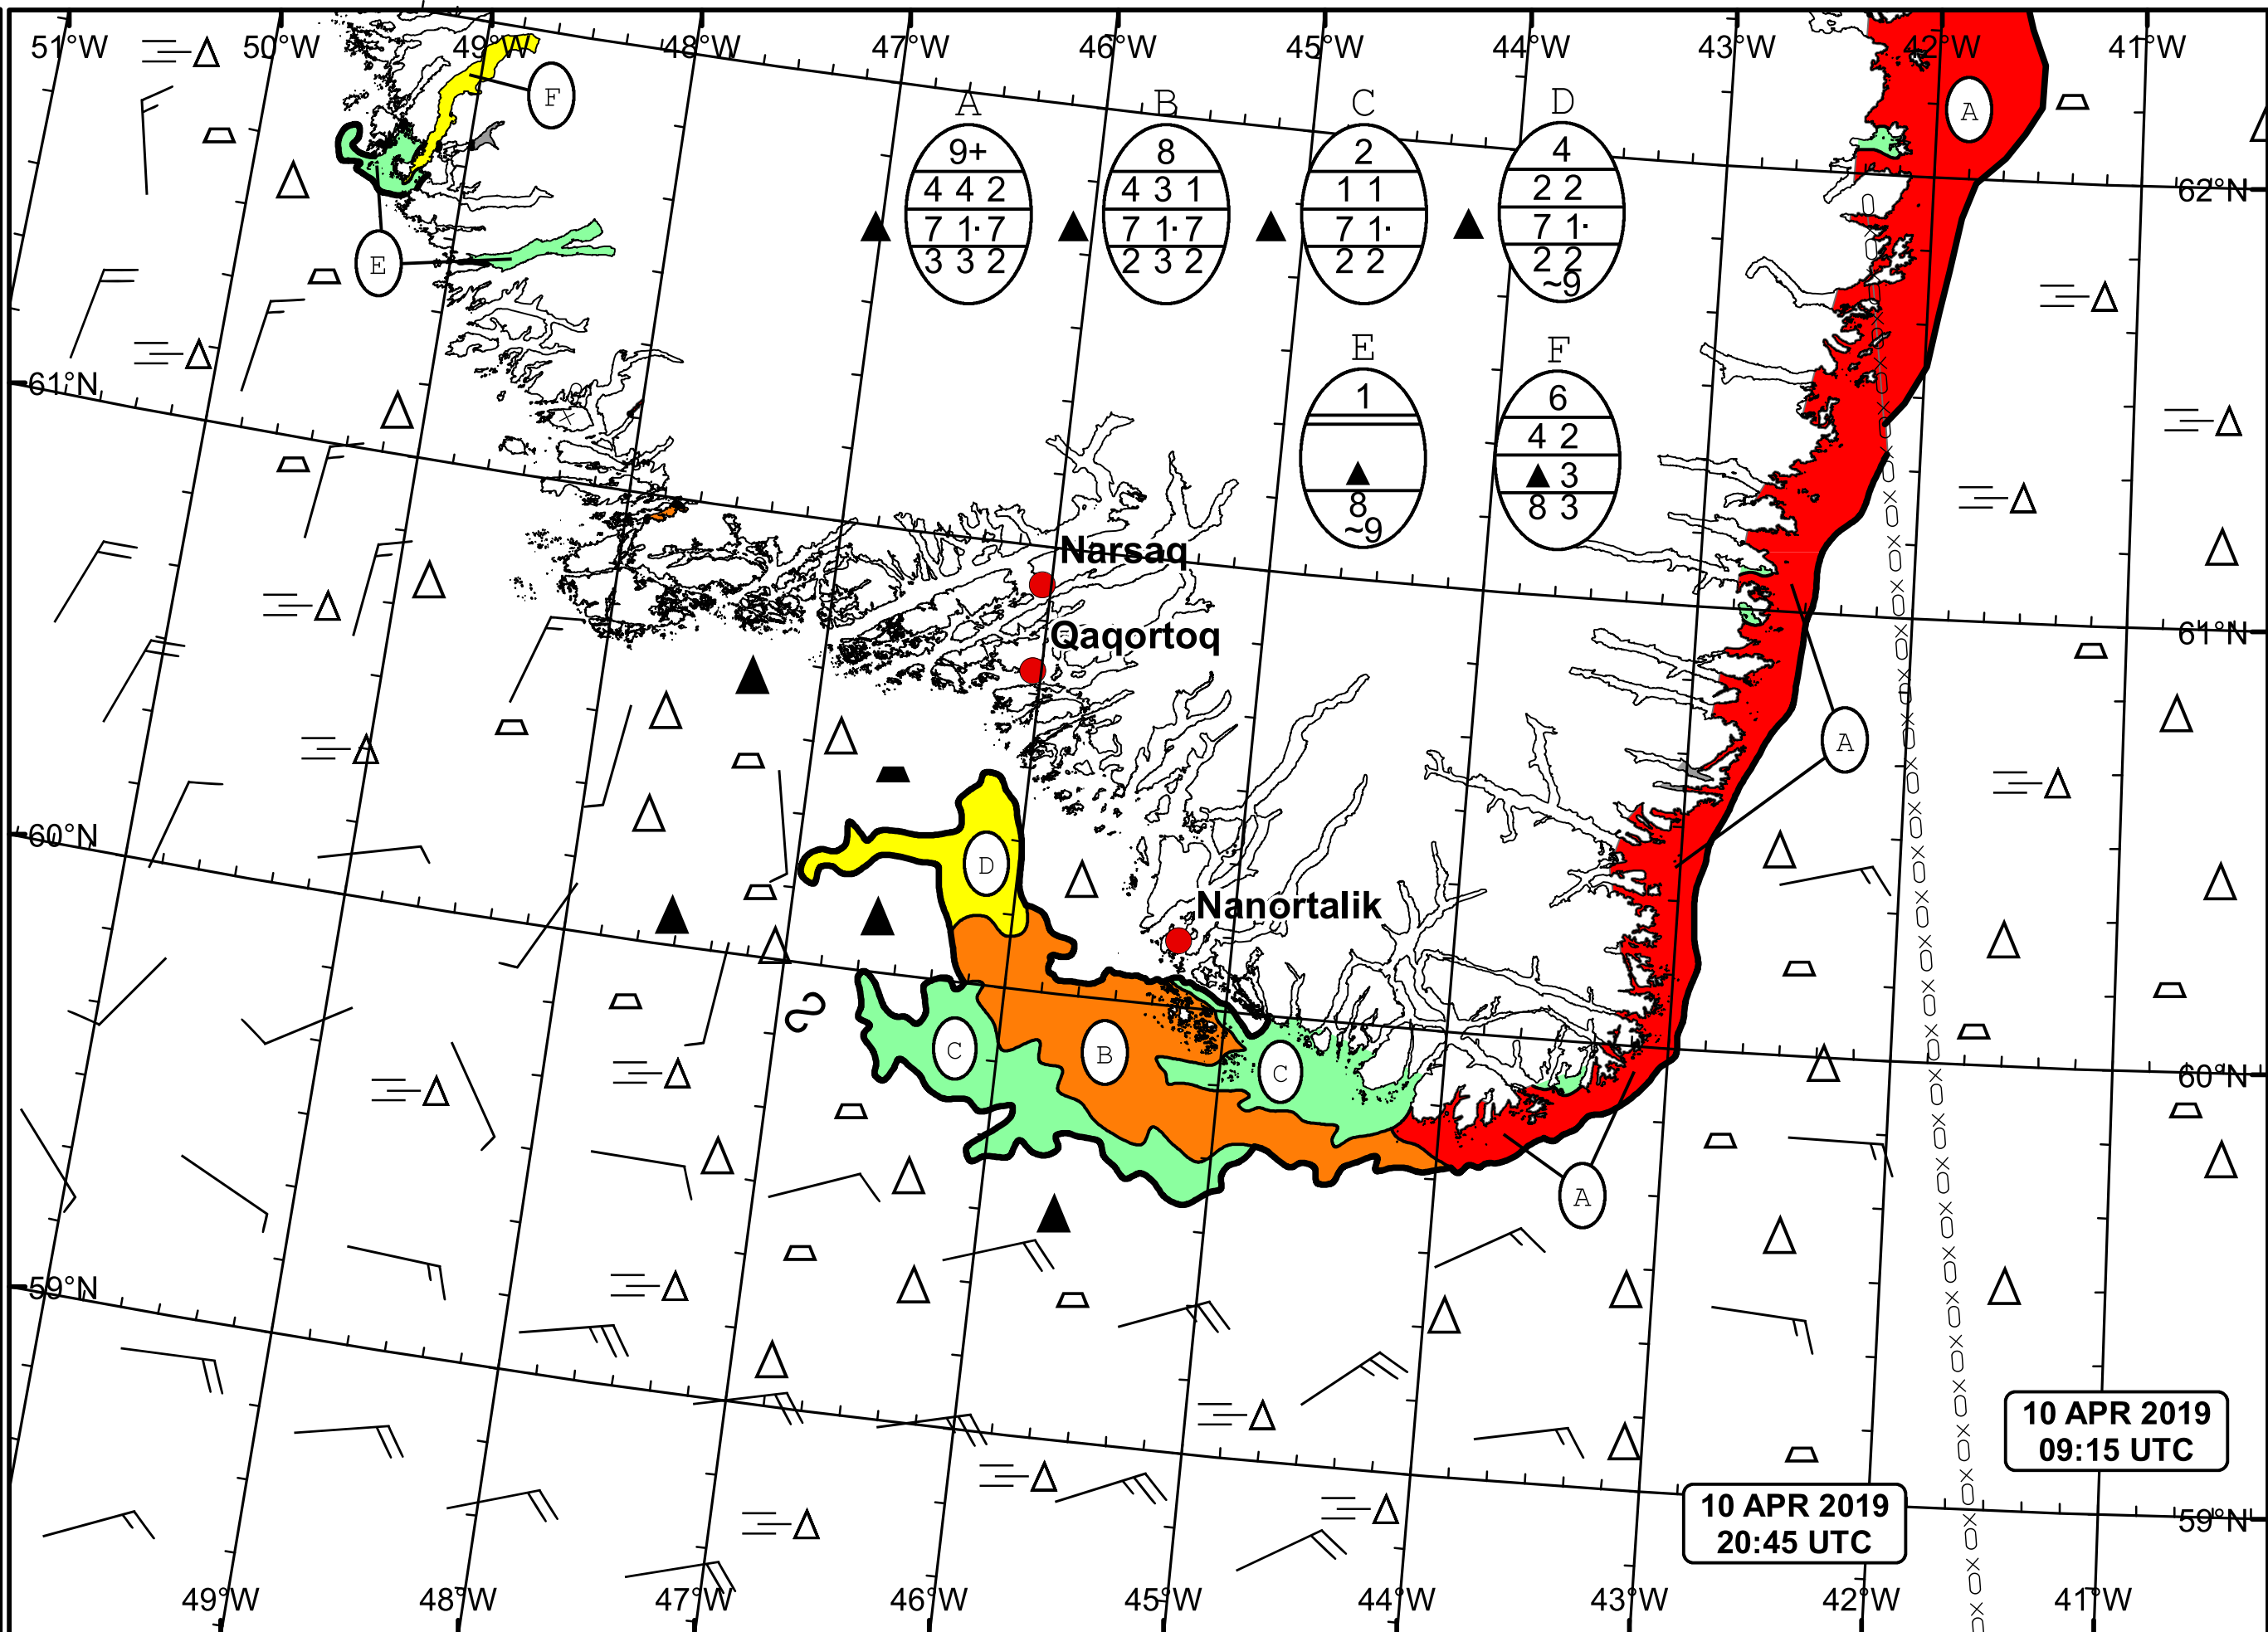 51°W 50°W 49°W 48°W 47°W 46°W 45°W 44°W 43°W 42°W 41°W
F
A
A B C D
9+ 8 2 4
4 4 2 4 3 1 1 1 2 2
7 1· 7 7 1· 7 7 1· 7 1·
3 3 2 2 3 2 2 2 2 2
~9
62°N
E
E F
1 6
4 2
3
8 8 3
~9
61°N
Narsaq
61°N
Qaqortoq
A
60°N
D
Nanortalik
C B C
60°N
A
59°N
10 APR 2019
09:15 UTC
10 APR 2019
20:45 UTC
59°N
49°W 48°W 47°W 46°W 45°W 44°W 43°W 42°W 41°W